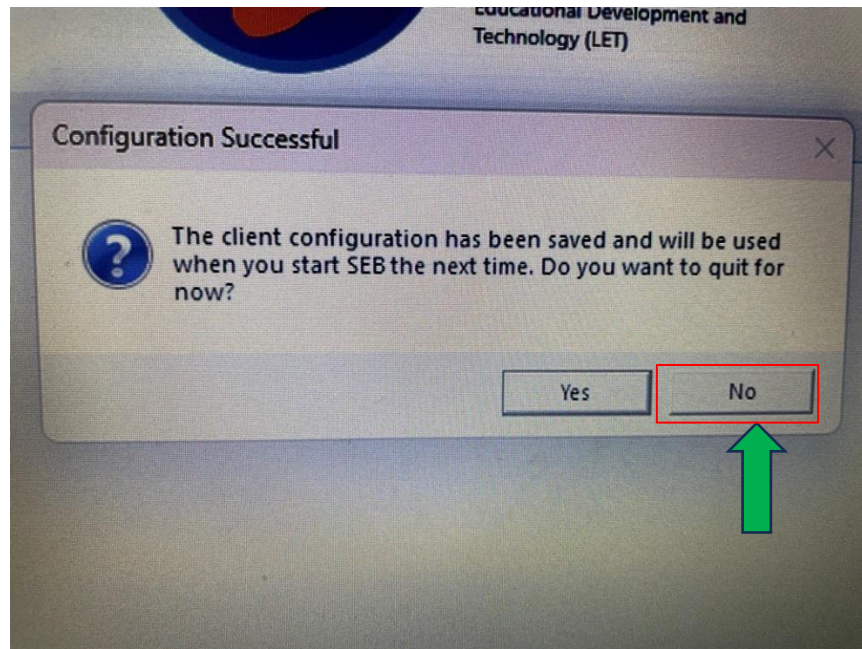 Educational Development and
Technology (LET)
Configuration Successful
The client configuration has been saved and will be used
when you start SEB the next time. Do you want to quit for
now?
Yes
No